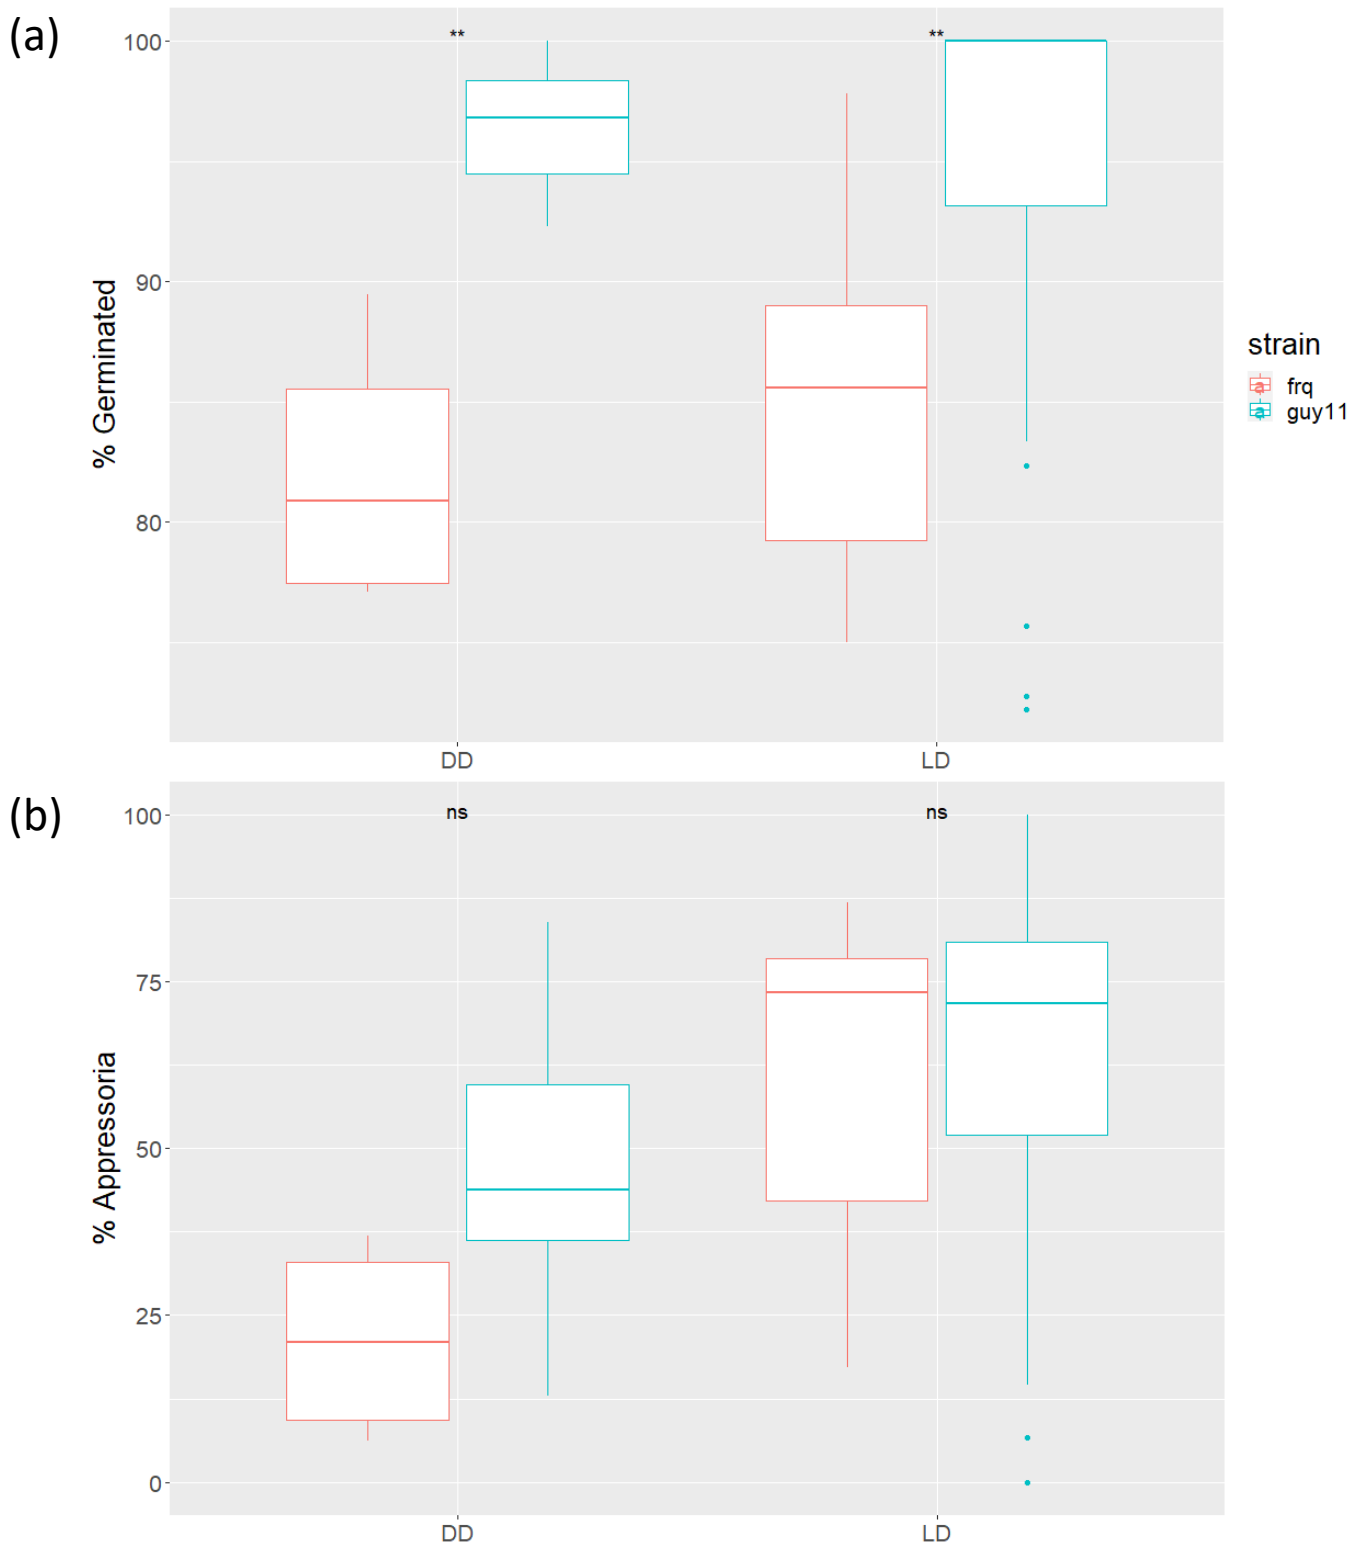 (a)
** **
100
90
80
% Germinated
DD LD
strain
a frq
a guy11
(b)
ns ns
100
75
50
25
0
% Appressoria
DD LD